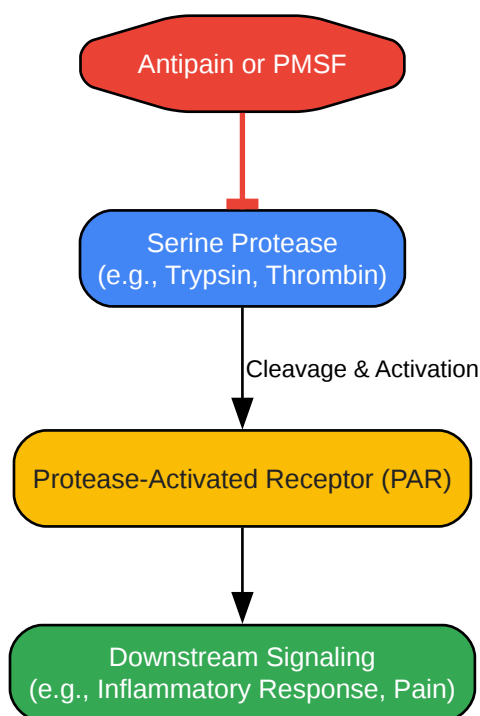 Antipain or PMSF
Serine Protease
(e.g., Trypsin, Thrombin)
Cleavage & Activation
Protease-Activated Receptor (PAR)
Downstream Signaling
(e.g., Inflammatory Response, Pain)